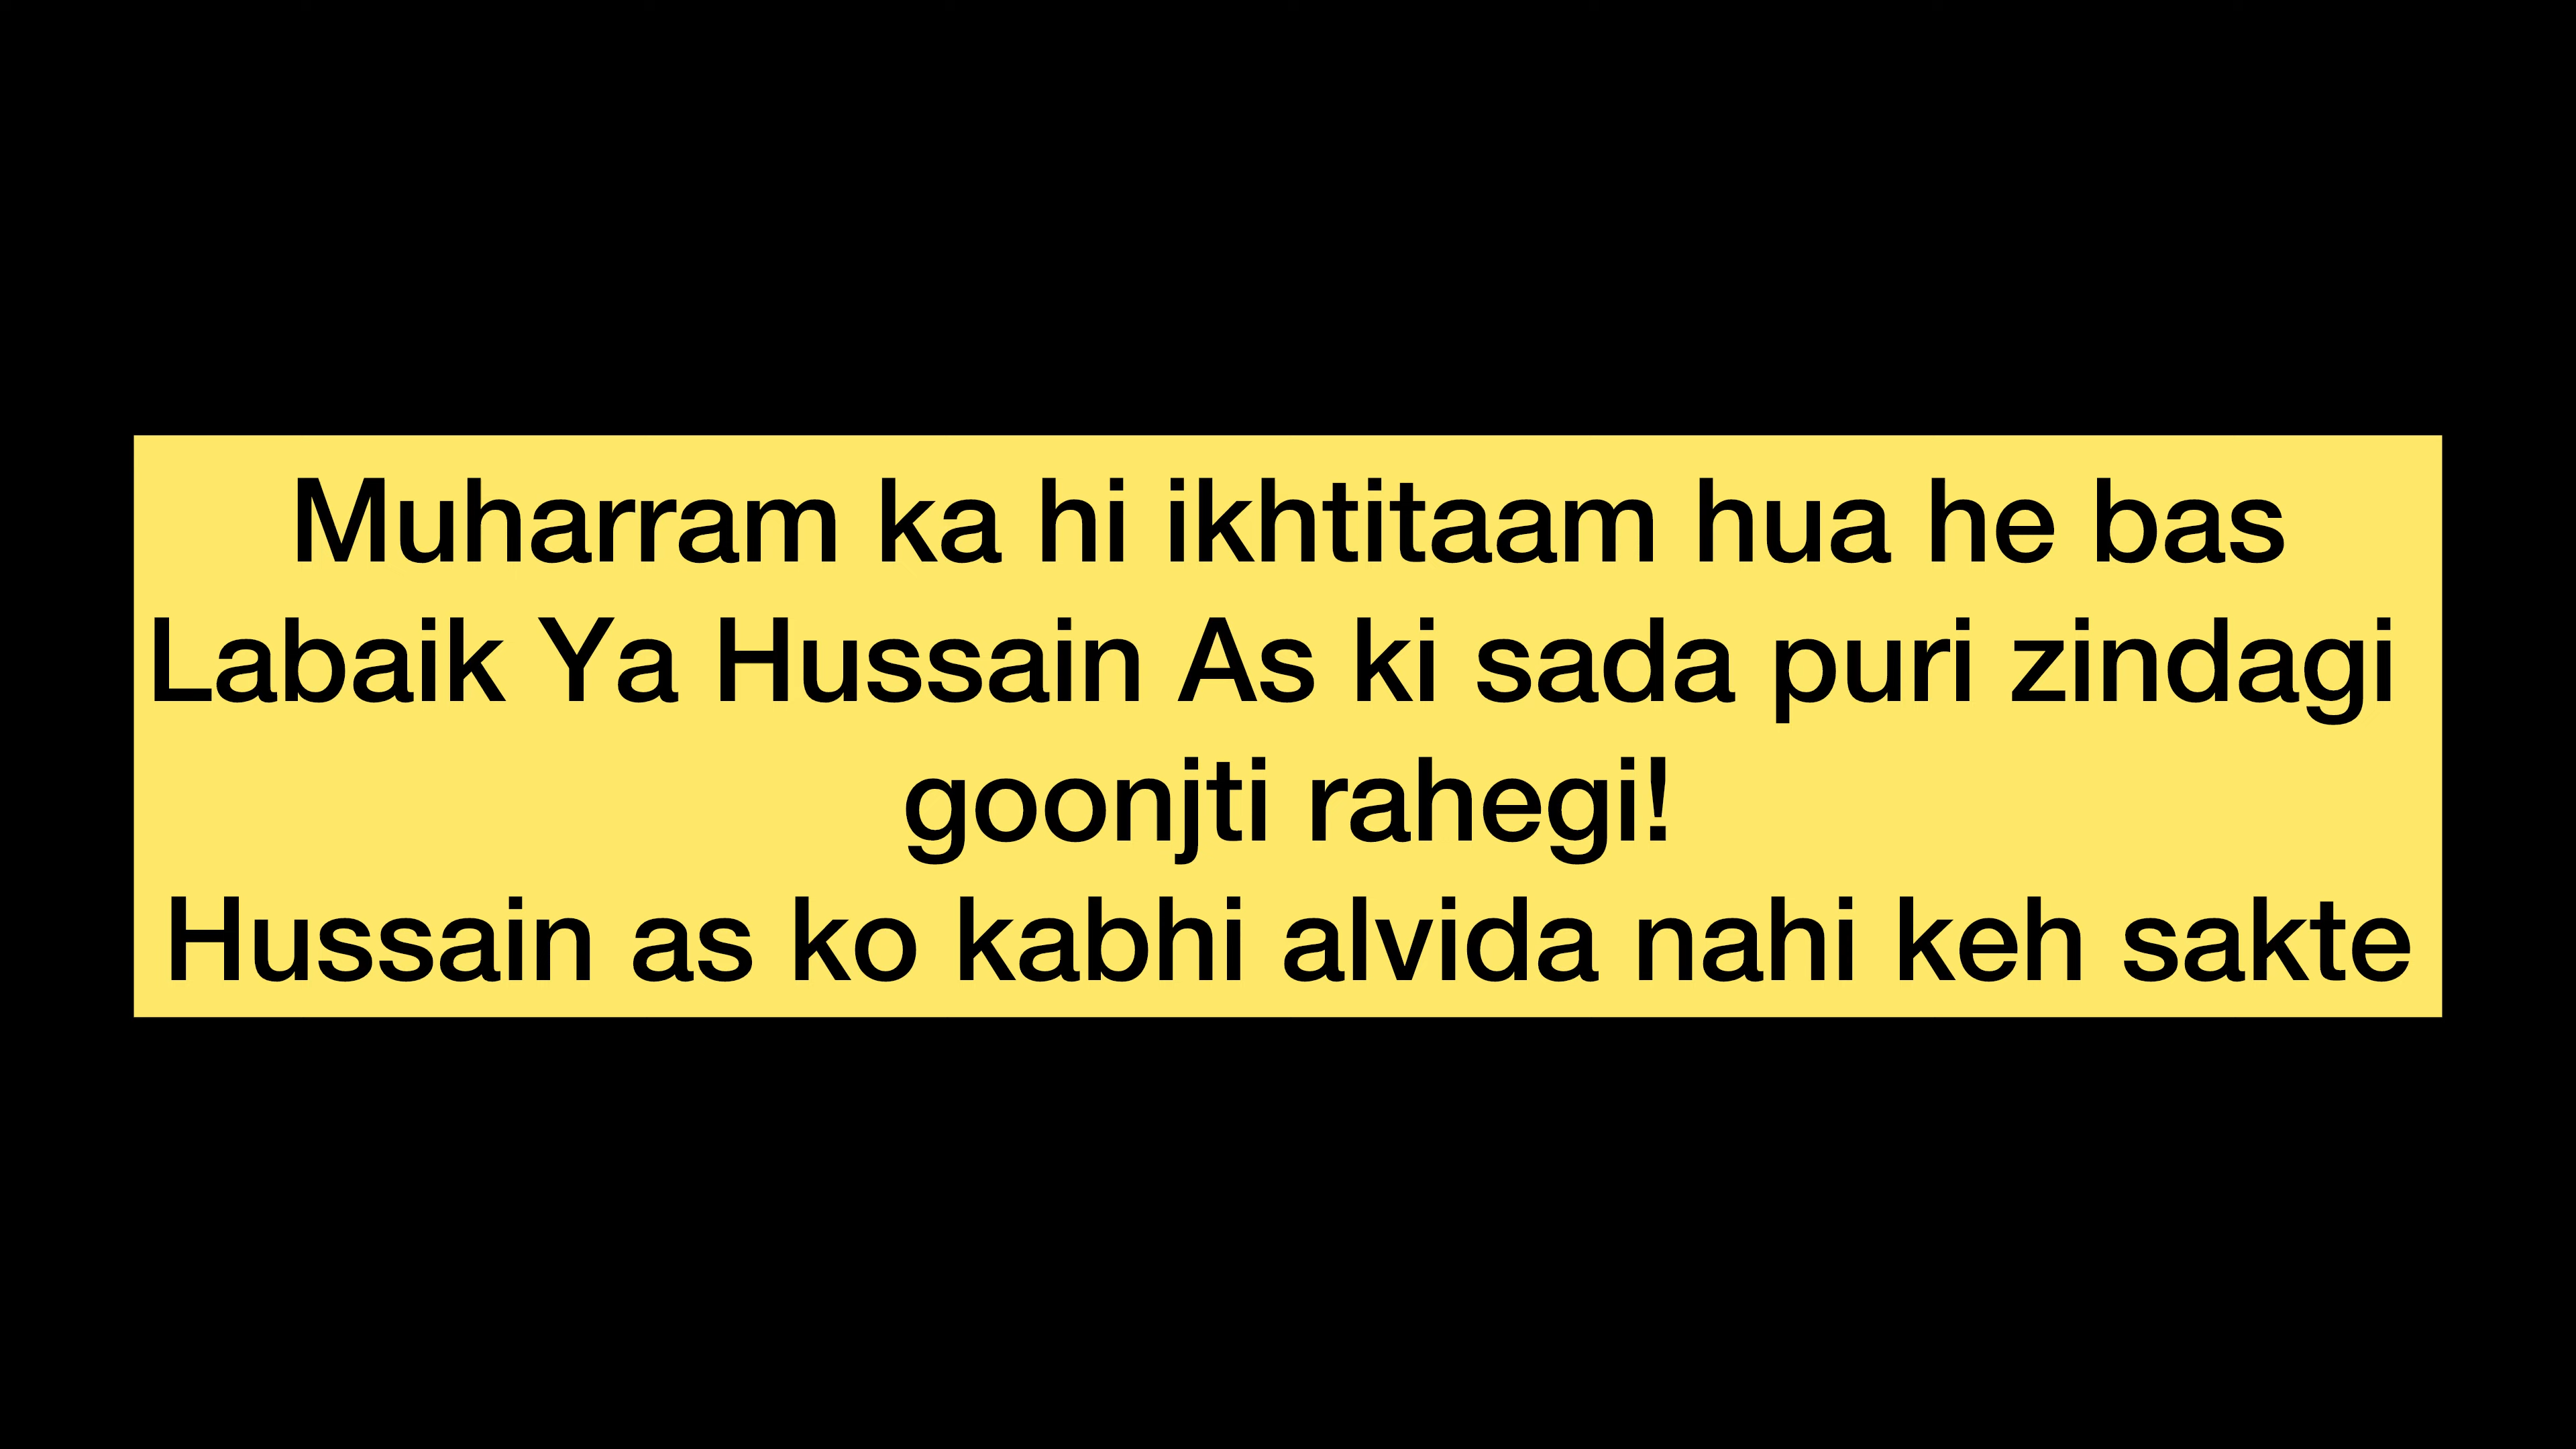 Muharram ka hi ikhtitaam hua he bas
Labaik Ya Hussain As ki sada puri zindagi
goonjti rahegi!
Hussain as ko kabhi alvida nahi keh sakte